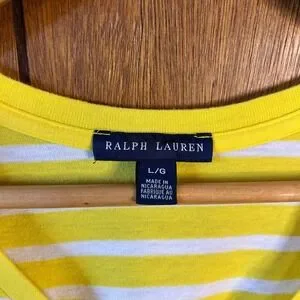 RALPH LAUREN
L/G
MADE IN
NICARAGUA
FABRIQUÉ AU
NICARAGUA